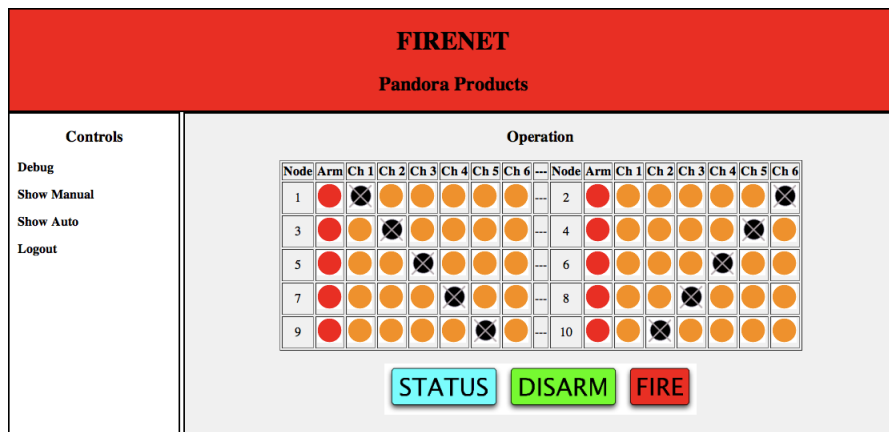 FIRENET
Pandora Products
Controls
Debug
Show Manual
Show Auto
Logout
Operation
Node Arm Ch 1 Ch 2 Ch 3 Ch 4 Ch 5 Ch 6 --- Node Arm Ch 1 Ch 2 Ch 3 Ch 4 Ch 5 Ch 6
1 --- 2
3 --- 4
5 --- 6
7 --- 8
9 --- 10
STATUS DISARM FIRE